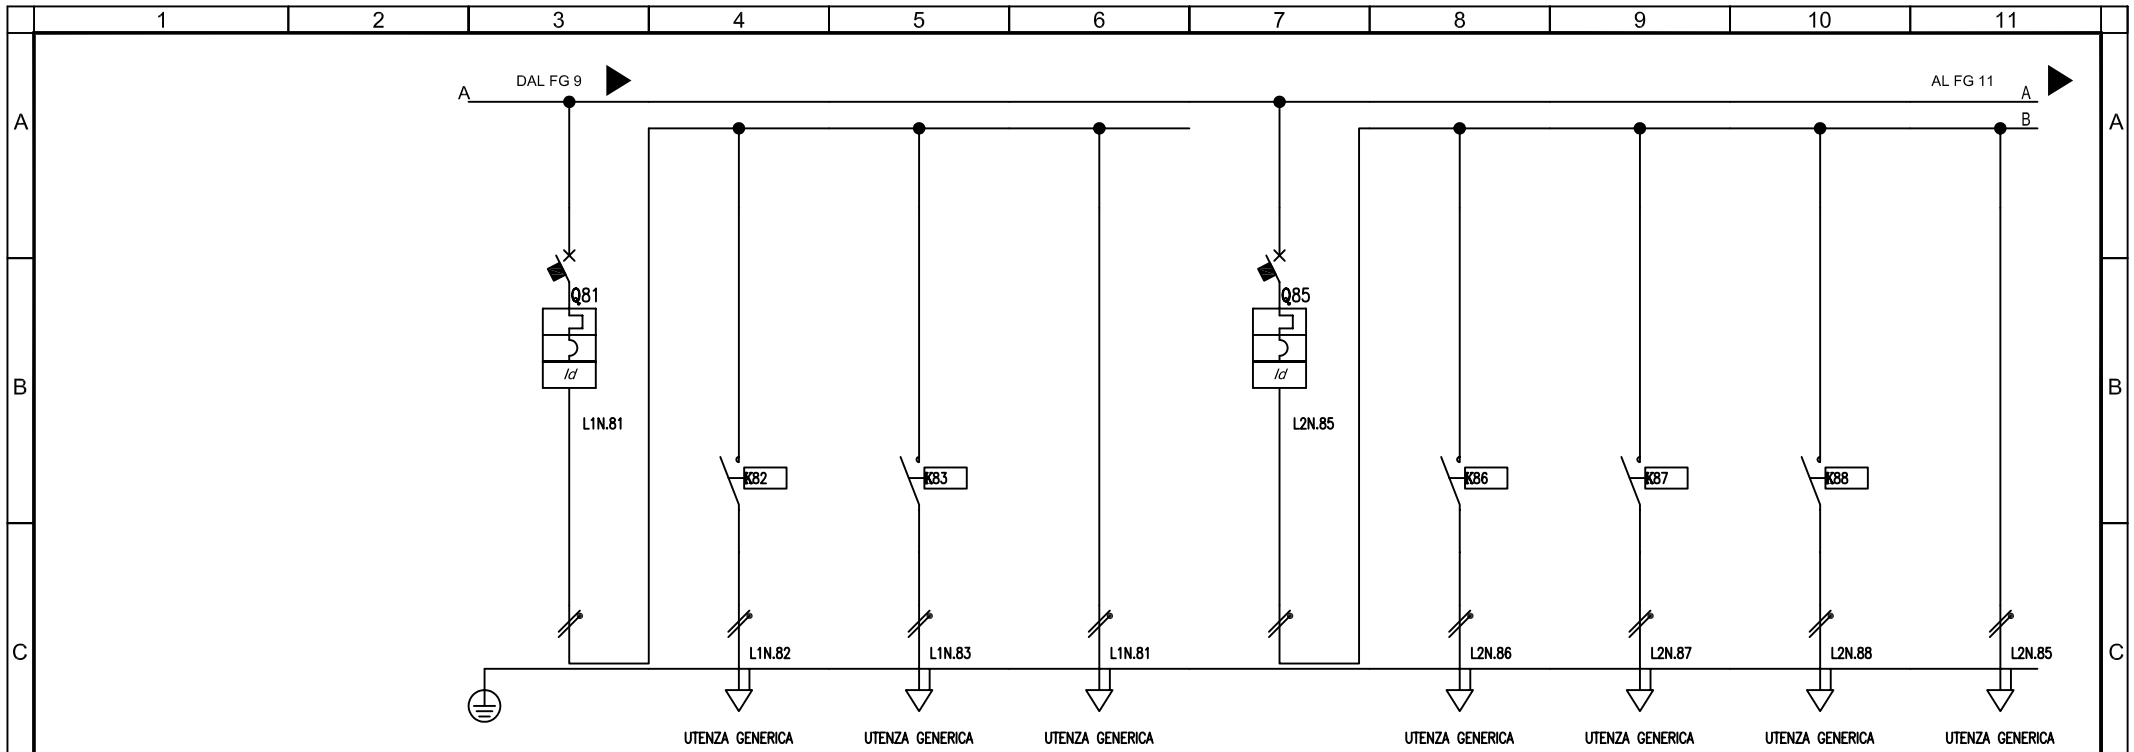 1 2 3 4 5 6 7 8 9 10 11
DAL FG 9 AL FG 11
A A
B
A A
Q81 Q85
Id Id
B B
L1N.81 L2N.85
K82 K83 K86 K87 K88
C L1N.82 L1N.83 L1N.81 L2N.86 L2N.87 L2N.88 L2N.85 C
UTENZA GENERICA UTENZA GENERICA UTENZA GENERICA UTENZA GENERICA UTENZA GENERICA UTENZA GENERICA UTENZA GENERICA